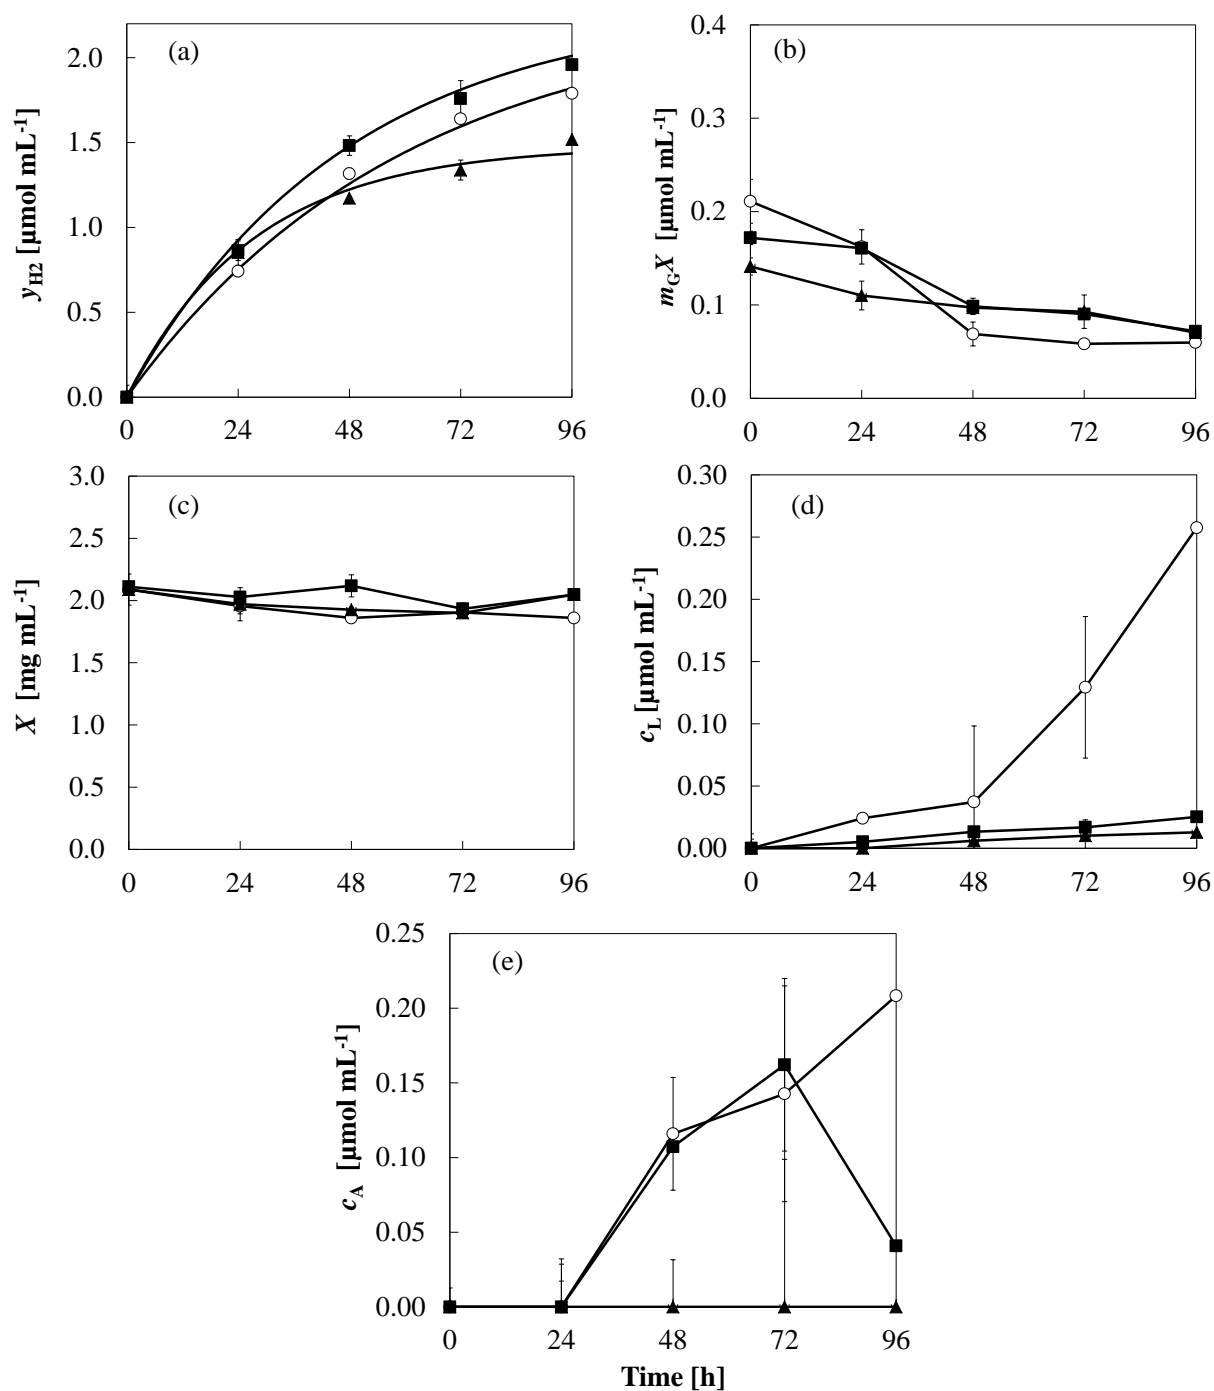 (a)
y_H2 [µmol mL⁻¹]
2.0
1.5
1.0
0.5
0.0
0 24 48 72 96
(b)
m_G X [µmol mL⁻¹]
0.4
0.3
0.2
0.1
0.0
0 24 48 72 96
(c)
X [mg mL⁻¹]
3.0
2.5
2.0
1.5
1.0
0.5
0.0
0 24 48 72 96
(d)
c_L [µmol mL⁻¹]
0.30
0.25
0.20
0.15
0.10
0.05
0.00
0 24 48 72 96
(e)
c_A [µmol mL⁻¹]
0.25
0.20
0.15
0.10
0.05
0.00
0 24 48 72 96
Time [h]